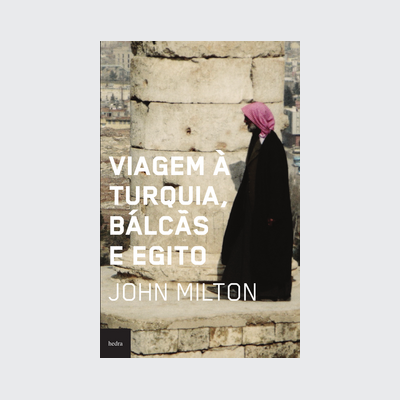 VIAGEM À
TURQUIA,
BÁLCÃS
E EGITO
JOHN MILTON
hedra